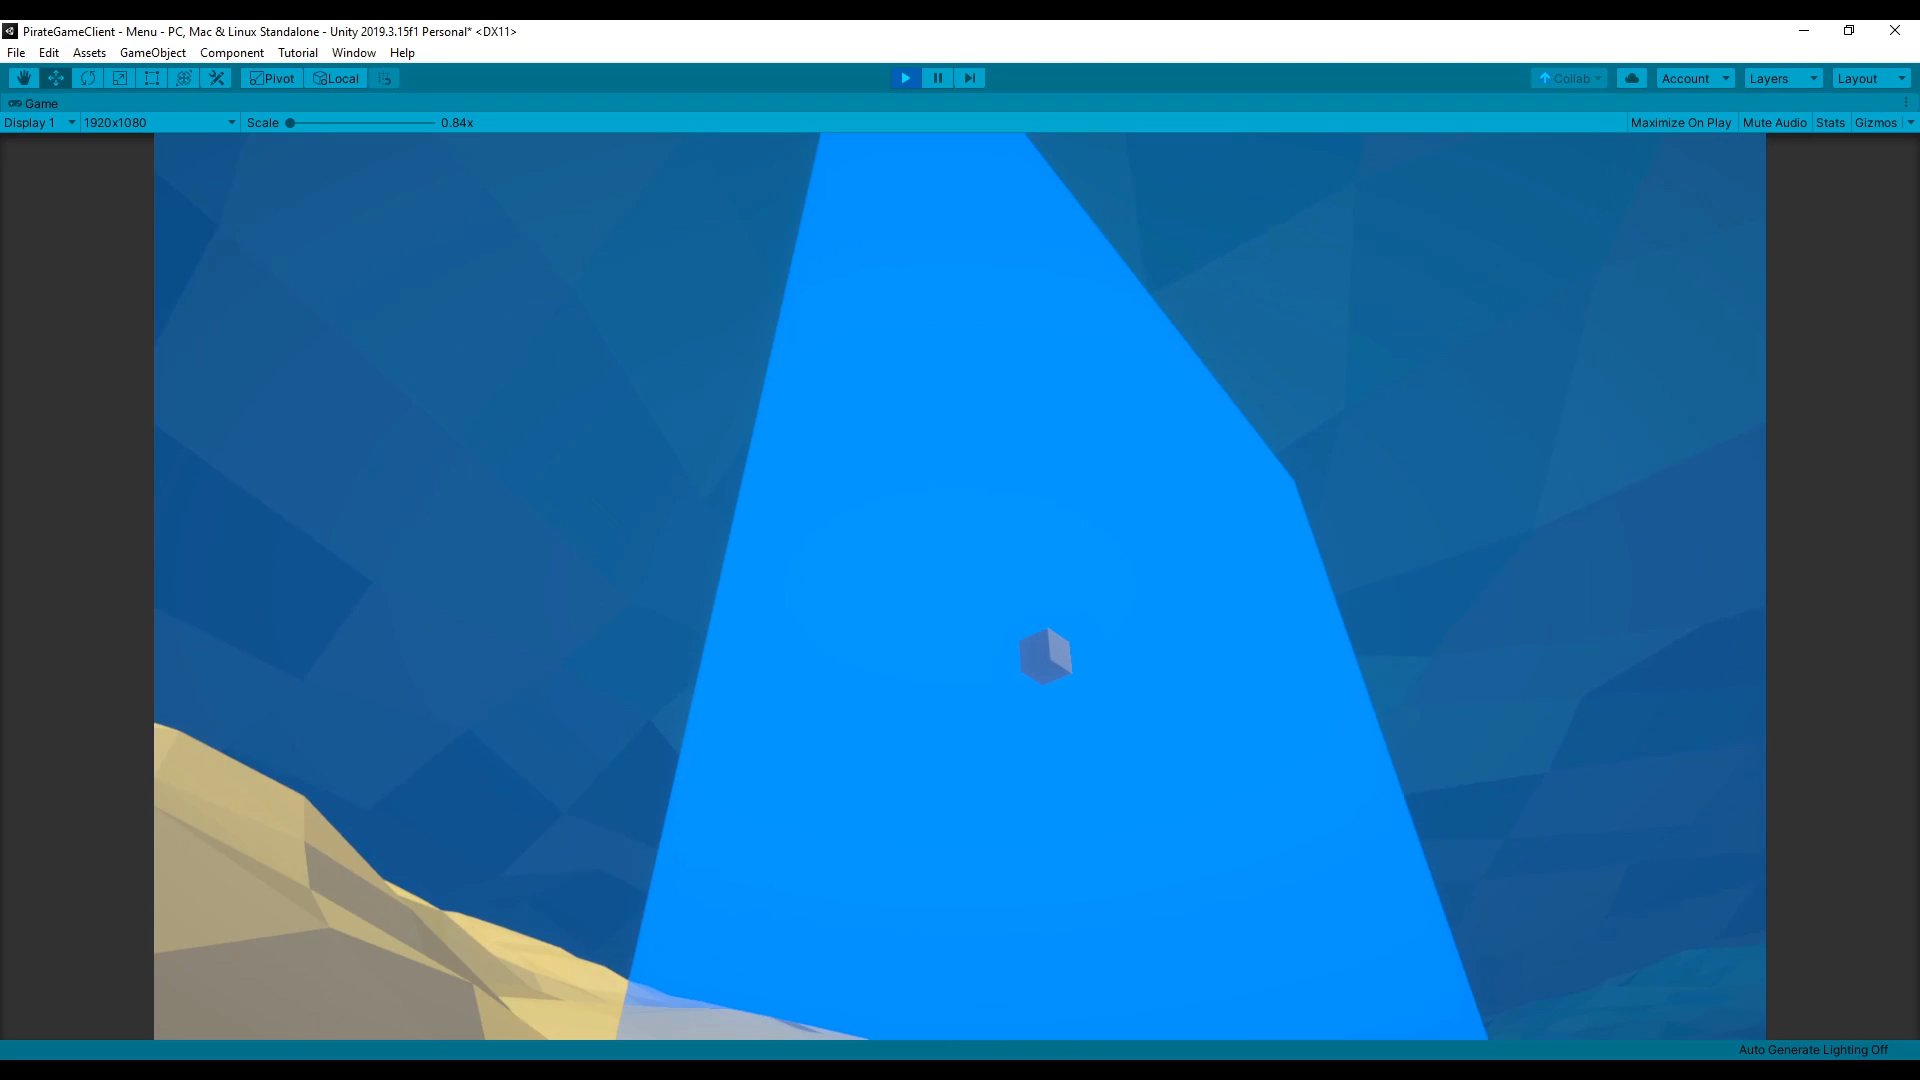 PirateGameClient - Menu - PC, Mac & Linux Standalone - Unity 2019.3.15f1 Personal* <DX11>
File Edit Assets GameObject Component Tutorial Window Help
Pivot Local Collab Account Layers Layout
Game
Display 1 1920x1080 Scale 0.84x Maximize On Play Mute Audio Stats Gizmos
Auto Generate Lighting Off